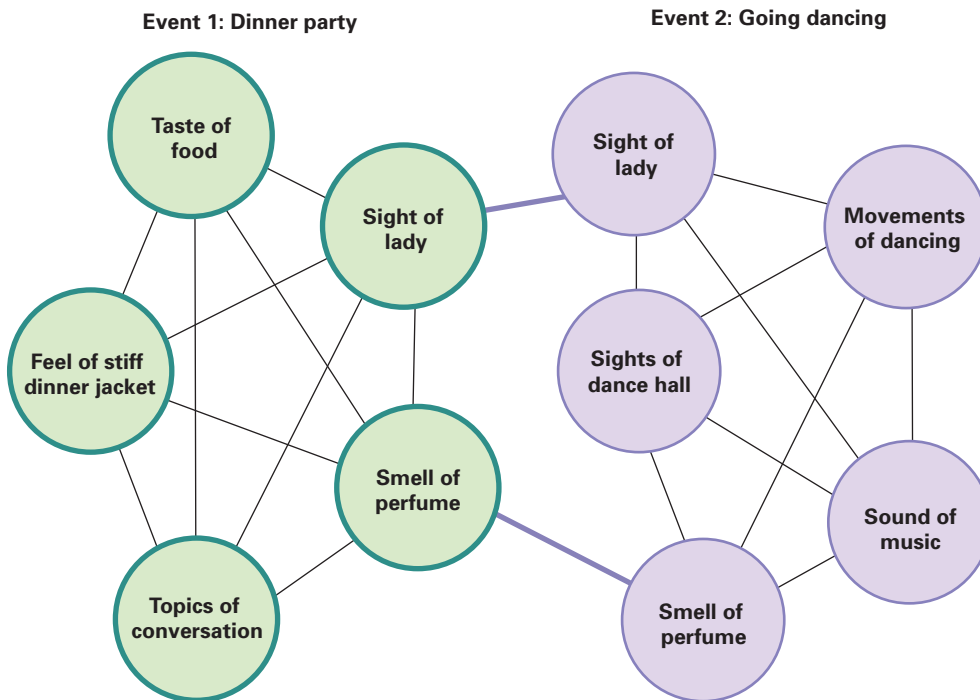 Event 1: Dinner party
Taste of
food
Sight of
lady
Feel of stiff
dinner jacket
Smell of
perfume
Topics of
conversation
Event 2: Going dancing
Sight of
lady
Movements
of dancing
Sights of
dance hall
Sound of
music
Smell of
perfume